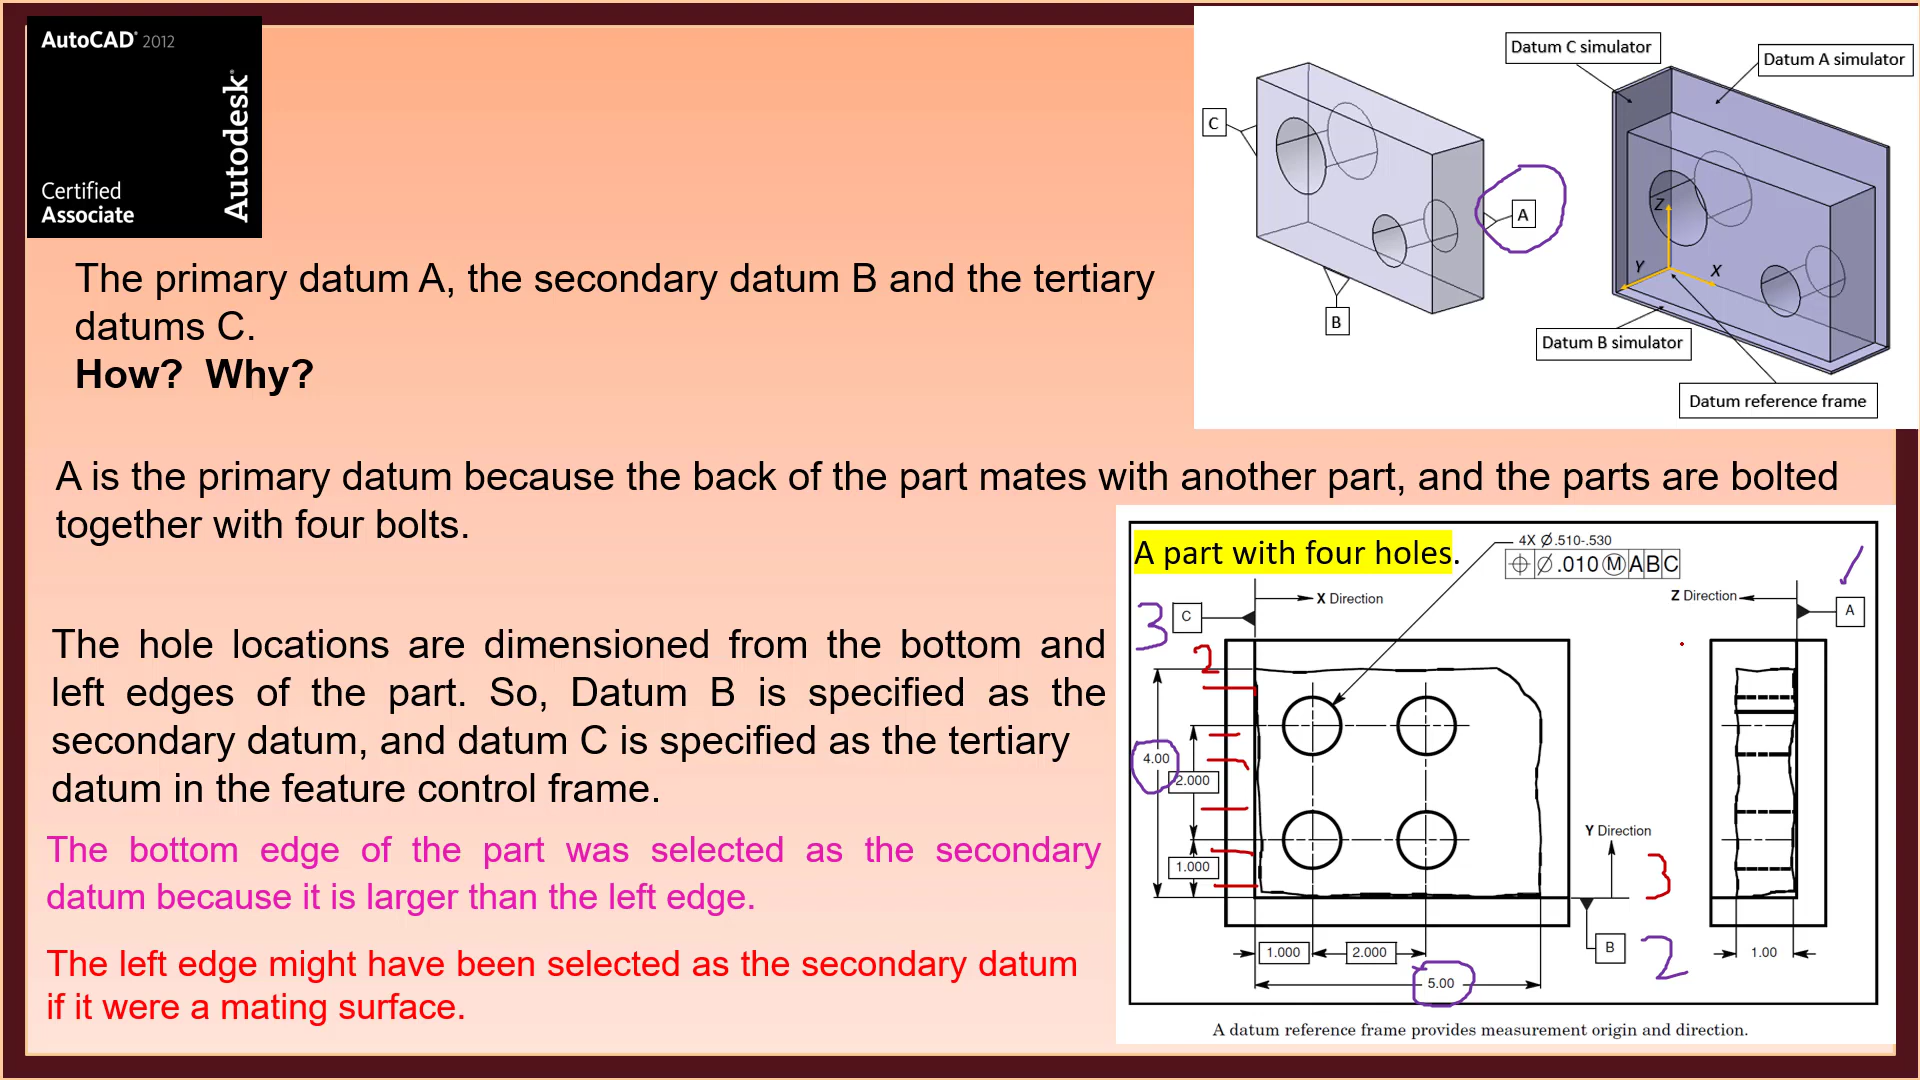 AutoCAD® 2012
Autodesk®
Certified
Associate
C
A
B
Datum C simulator
Datum A simulator
Z
Y
X
Datum B simulator
Datum reference frame
The primary datum A, the secondary datum B and the tertiary
datums C.
How? Why?
A is the primary datum because the back of the part mates with another part, and the parts are bolted
together with four bolts.
The hole locations are dimensioned from the bottom and
left edges of the part. So, Datum B is specified as the
secondary datum, and datum C is specified as the tertiary
datum in the feature control frame.
The bottom edge of the part was selected as the secondary
datum because it is larger than the left edge.
The left edge might have been selected as the secondary datum
if it were a mating surface.
A part with four holes.
4X Ø.510-.530
⌖ Ø .010 Ⓜ A B C
X Direction
Z Direction
3
C
A
1
2
4.00
2.000
1.000
Y Direction
3
B
2
1.000
2.000
1.00
5.00
A datum reference frame provides measurement origin and direction.